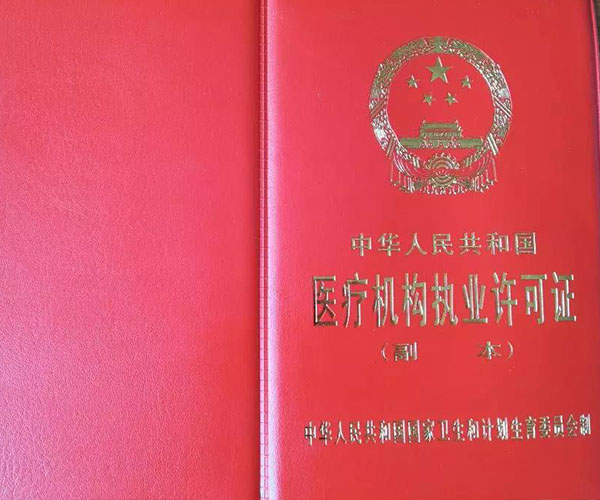 中华人民共和国
医疗机构执业许可证
(副 本)
中华人民共和国国家卫生和计划生育委员会制